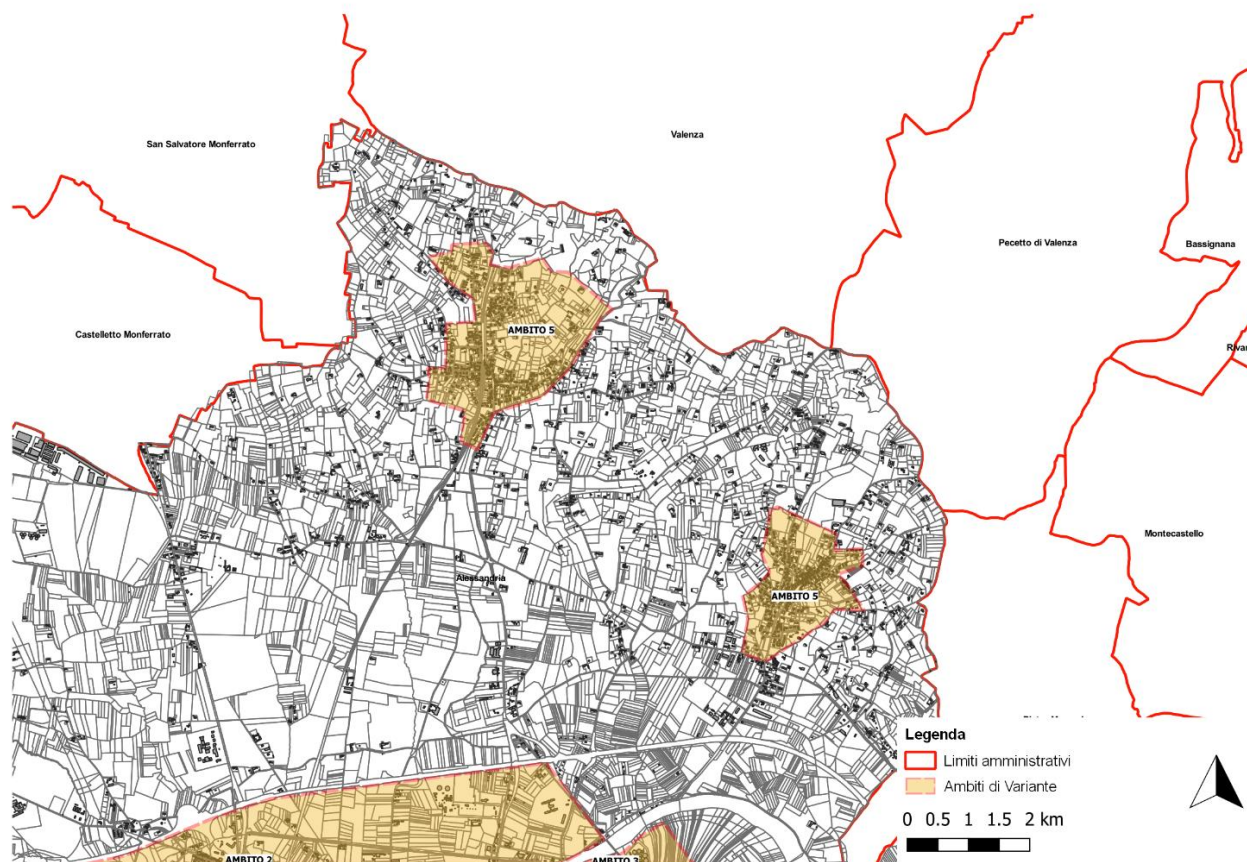 Valenza
San Salvatore Monferrato
Pecetto di Valenza
Bassignana
AMBITO 5
Castelletto Monferrato
Montecastello
Alessandria
AMBITO 5
Legenda
Limiti amministrativi
Ambiti di Variante
0 0.5 1 1.5 2 km
AMBITO 2
AMBITO 3